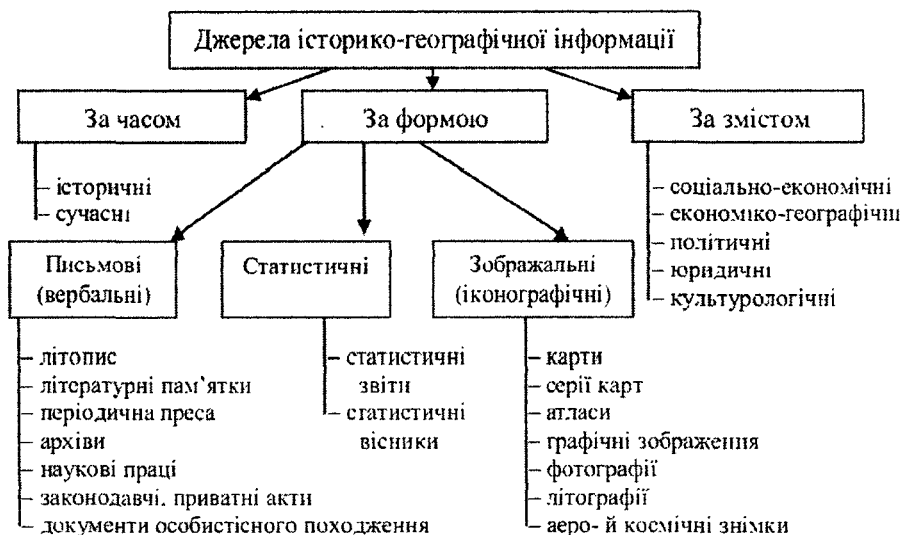 Джерела історико-географічної інформації
За часом
За формою
За змістом
– історичні
– сучасні
– соціально-економічні
– економіко-географічні
– політичні
– юридичні
– культурологічні
Письмові
(вербальні)
Статистичні
Зображальні
(іконографічні)
– літопис
– літературні пам’ятки
– періодична преса
– архіви
– наукові праці
– законодавчі, приватні акти
– документи особистісного походження
– статистичні
звіти
– статистичні
вісники
– карти
– серії карт
– атласи
– графічні зображення
– фотографії
– літографії
– аеро- й космічні знімки